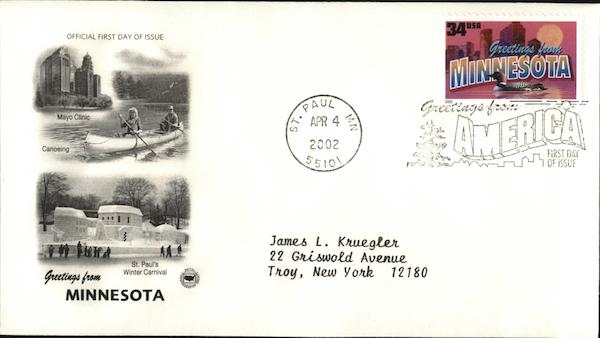 OFFICIAL FIRST DAY OF ISSUE
Mayo Clinic
Canoeing
St. Paul's
Winter Carnival
Greetings from
MINNESOTA
34 USA
Greetings from
MINNESOTA
ST. PAUL MN
APR 4
2002
55101
Greetings from
AMERICA
FIRST DAY
OF ISSUE
James L. Kruegler
22 Griswold Avenue
Troy, New York 12180